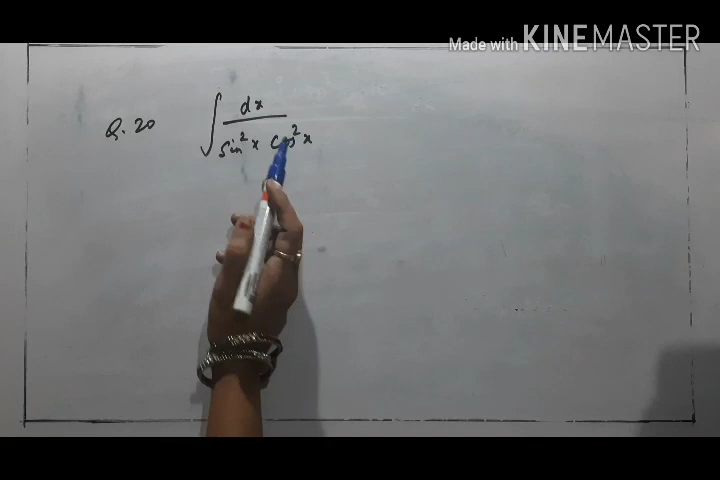 Made with KINEMASTER
Q. 20 ∫ dx / sin²x cos²x